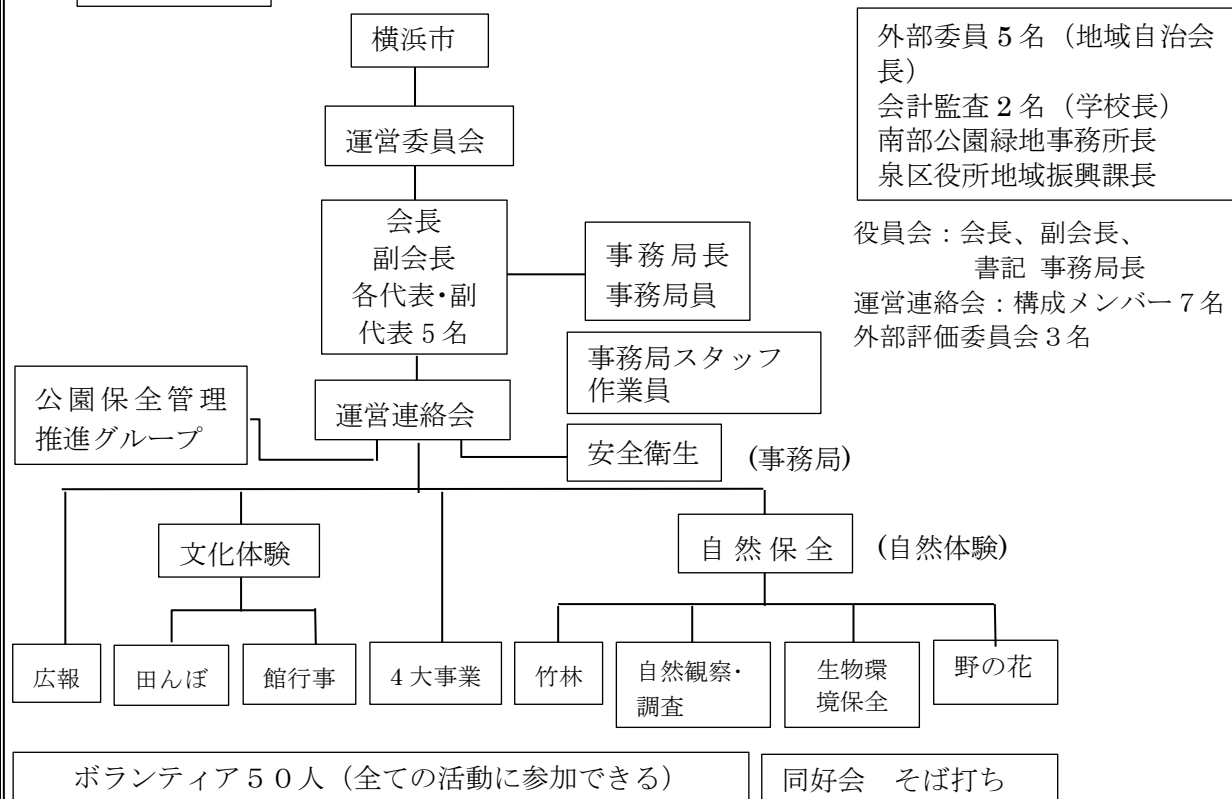 横浜市
運営委員会
会長
副会長
各代表・副
代表5名
事務局長
事務局員
事務局スタッフ
作業員
外部委員5名（地域自治会
長）
会計監査2名（学校長）
南部公園緑地事務所長
泉区役所地域振興課長
役員会：会長、副会長、
書記 事務局長
運営連絡会：構成メンバー７名
外部評価委員会３名
公園保全管理
推進グループ
運営連絡会
安全衛生
(事務局)
文化体験
自然保全
(自然体験)
広報
田んぼ
館行事
4大事業
竹林
自然観察・
調査
生物環
境保全
野の花
ボランティア５０人（全ての活動に参加できる）
同好会　そば打ち